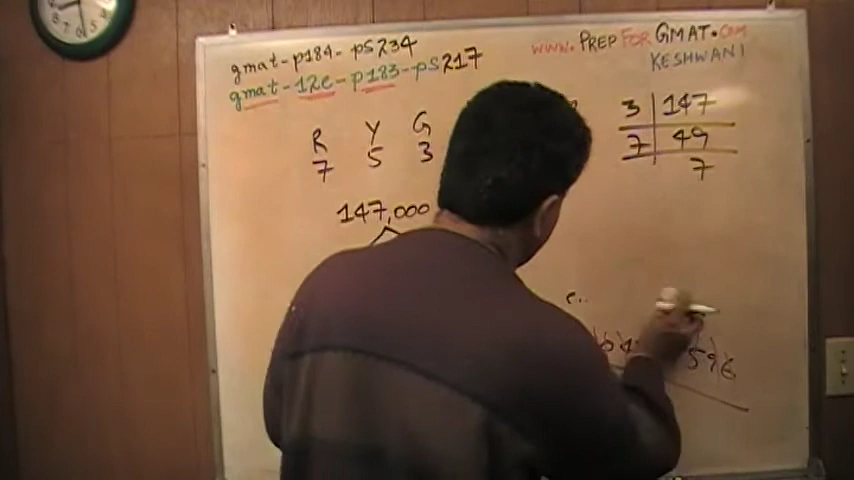 gmat-p184-ps234
gmat-12e-p183-ps217
www.PrepForGmat.com
KESHWANI
R Y G
7 5 3
147,000
3 | 147
7 | 49
7
e..
596